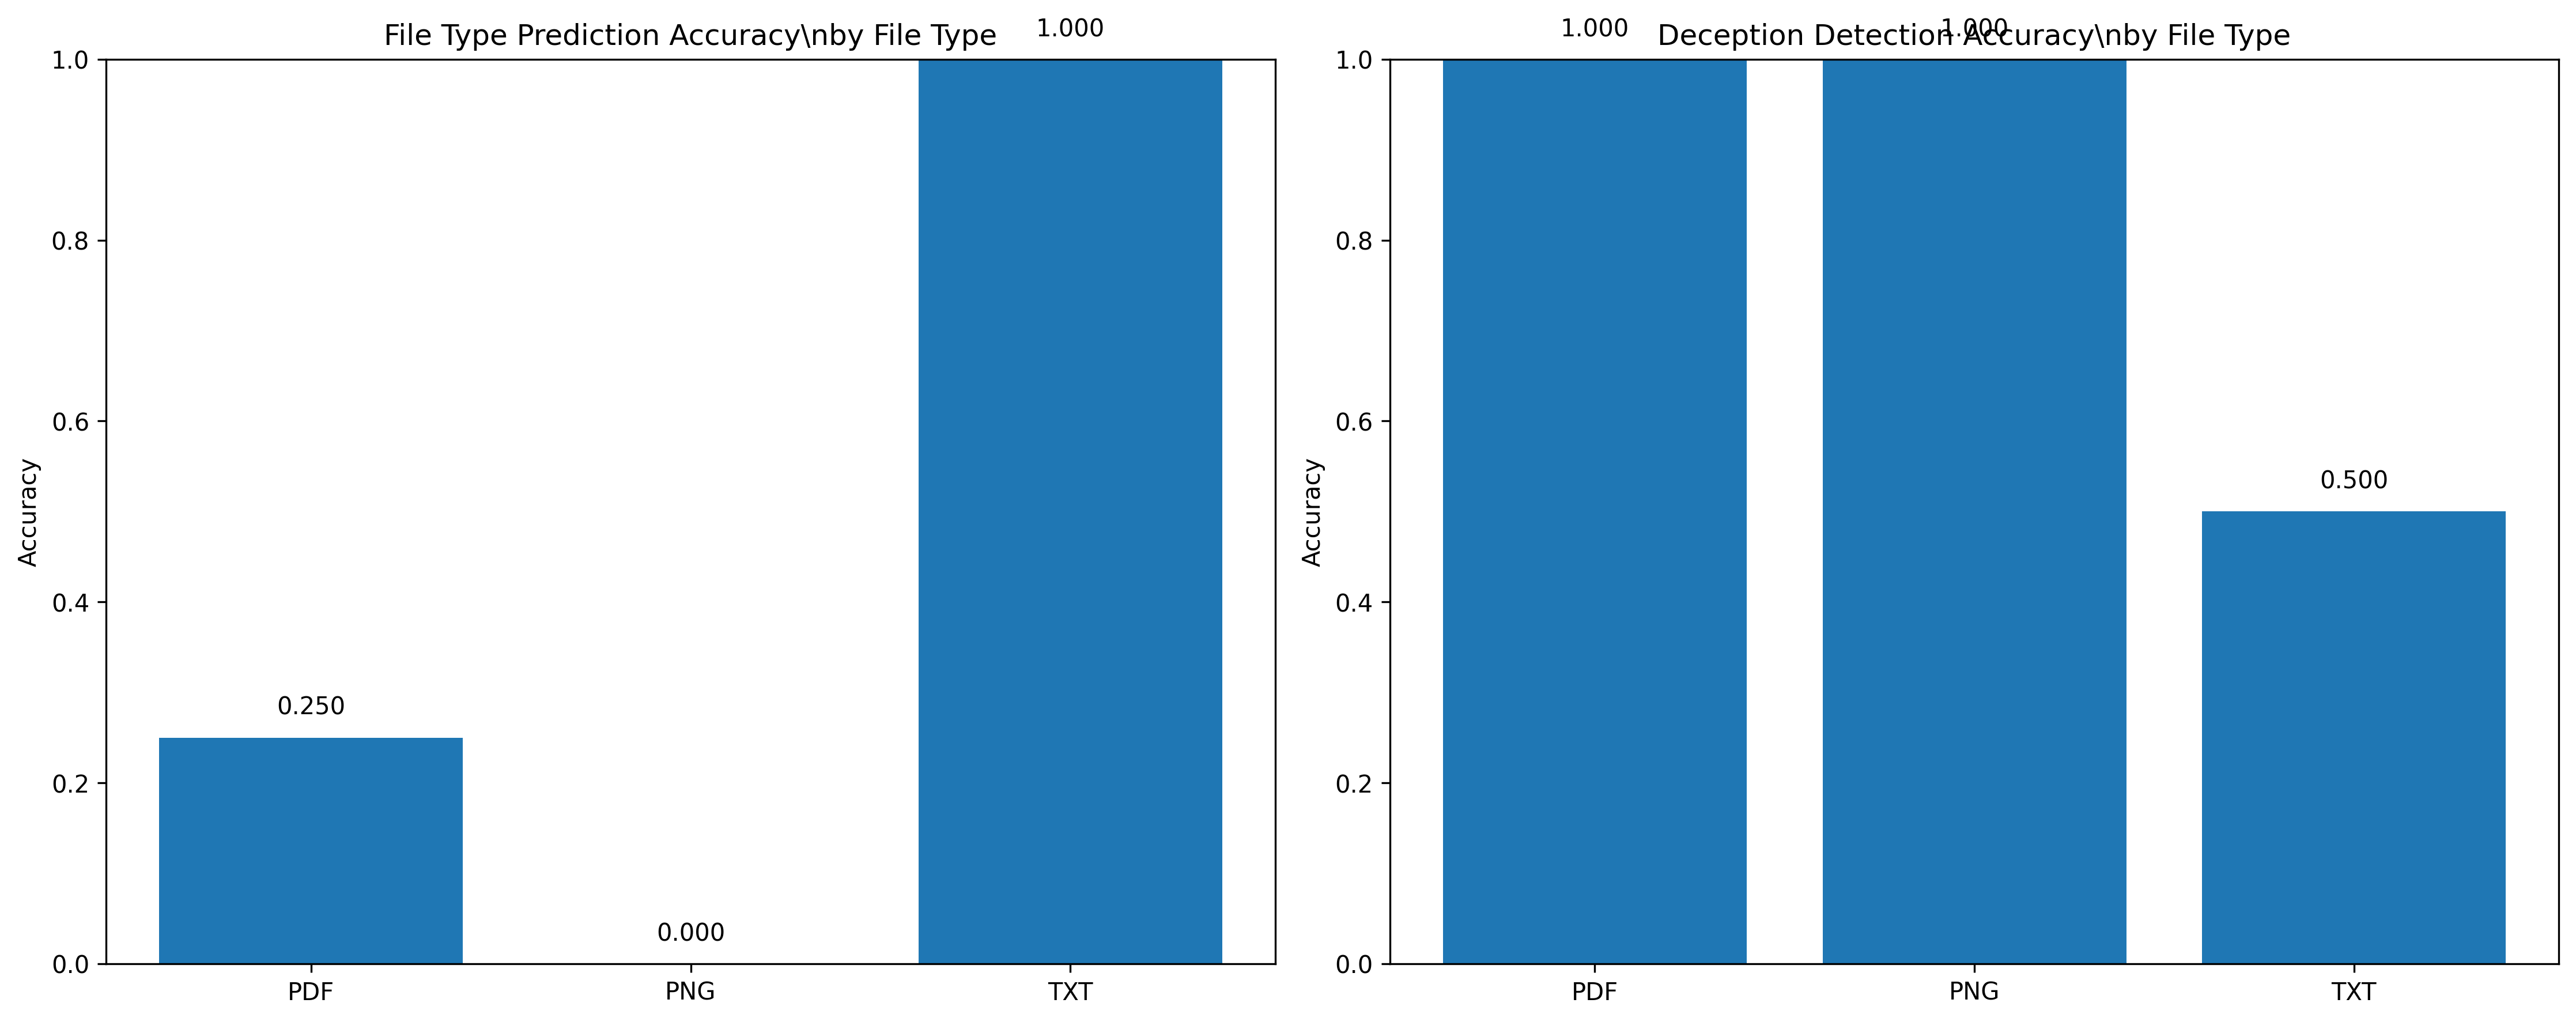 File Type Prediction Accuracy\nby File Type
1.000
1.0
0.8
0.6
0.4
0.2
0.0
Accuracy
0.250
0.000
PDF
PNG
TXT
Deception Detection Accuracy\nby File Type
1.000
1.000
1.0
0.8
0.6
0.4
0.2
0.0
Accuracy
0.500
PDF
PNG
TXT